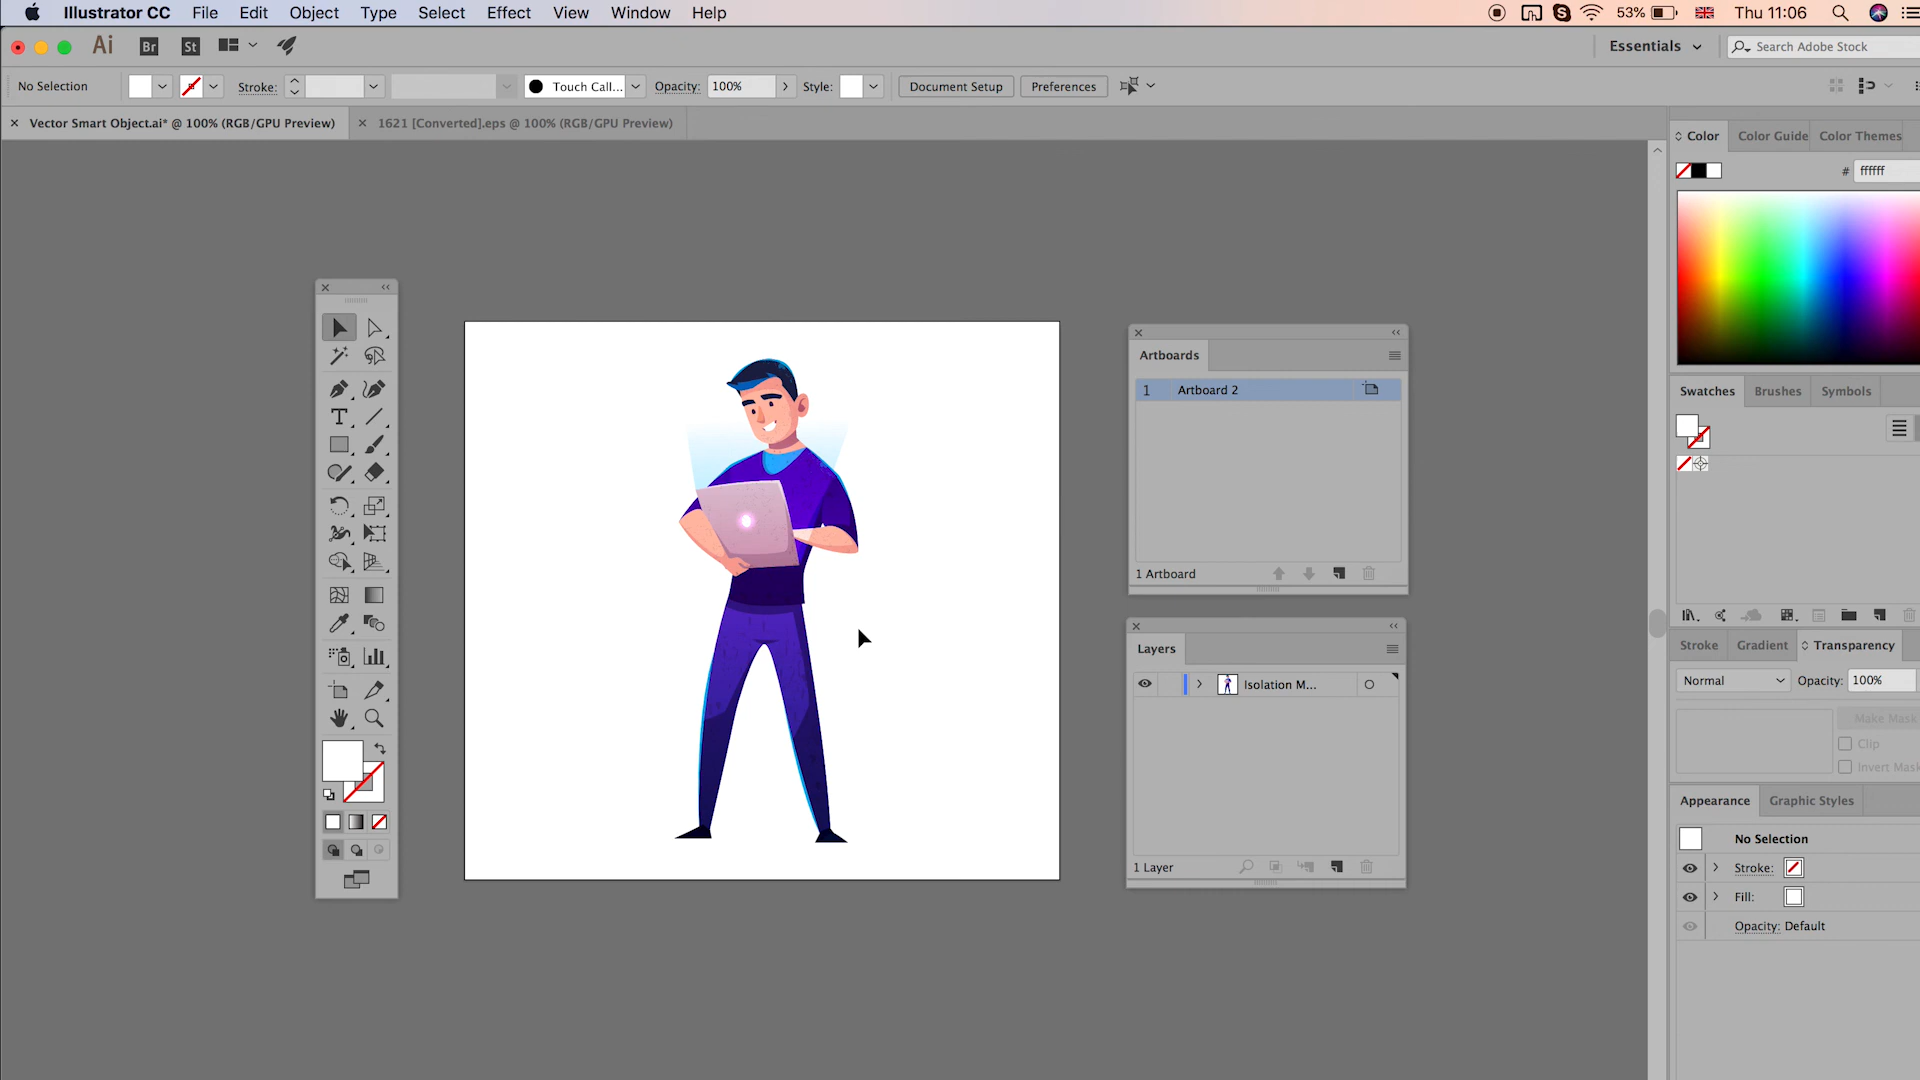 Illustrator CC File Edit Object Type Select Effect View Window Help 53% Thu 11:06
Ai Br St Essentials Search Adobe Stock
No Selection Stroke: Touch Call... Opacity: 100% Style: Document Setup Preferences
Vector Smart Object.ai* @ 100% (RGB/GPU Preview) 1621 [Converted].eps @ 100% (RGB/GPU Preview)
Color Color Guide Color Themes
# ffffff
Artboards
1 Artboard 2
1 Artboard
Swatches Brushes Symbols
Layers
Isolation M...
1 Layer
Stroke Gradient Transparency
Normal Opacity: 100%
Make Mask
Clip
Invert Mask
Appearance Graphic Styles
No Selection
Stroke:
Fill:
Opacity: Default